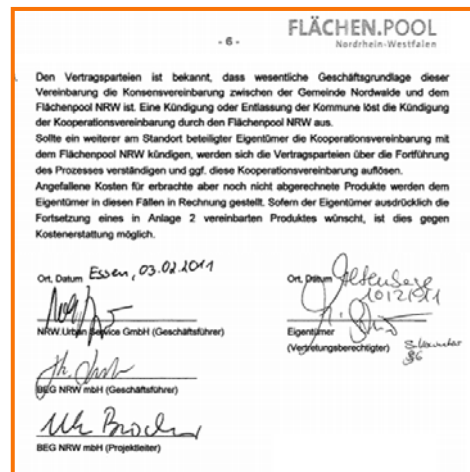 FLÄCHEN.POOL
- 6 -
Nordrhein-Westfalen
Den Vertragsparteien ist bekannt, dass wesentliche Geschäftsgrundlage dieser
Vereinbarung die Konsensvereinbarung zwischen der Gemeinde Nordwalde und dem
Flächenpool NRW ist. Eine Kündigung oder Entlassung der Kommune löst die Kündigung
der Kooperationsvereinbarung durch den Flächenpool NRW aus.
Sollte ein weiterer am Standort beteiligter Eigentümer die Kooperationsvereinbarung mit
dem Flächenpool NRW kündigen, werden sich die Vertragsparteien über die Fortführung
des Prozesses verständigen und ggf. diese Kooperationsvereinbarung auflösen.
Angefallene Kosten für erbrachte aber noch nicht abgerechnete Produkte werden dem
Eigentümer in diesen Fällen in Rechnung gestellt. Sofern der Eigentümer ausdrücklich die
Fortsetzung eines in Anlage 2 vereinbarten Produktes wünscht, ist dies gegen
Kostenerstattung möglich.
Ort, Datum Essen, 03.02.2011
NRW.Urban Service GmbH (Geschäftsführer)
BEG NRW mbH (Geschäftsführer)
BEG NRW mbH (Projektleiter)
Ort, Datum
Eigentümer
(Vertretungsberechtigter)